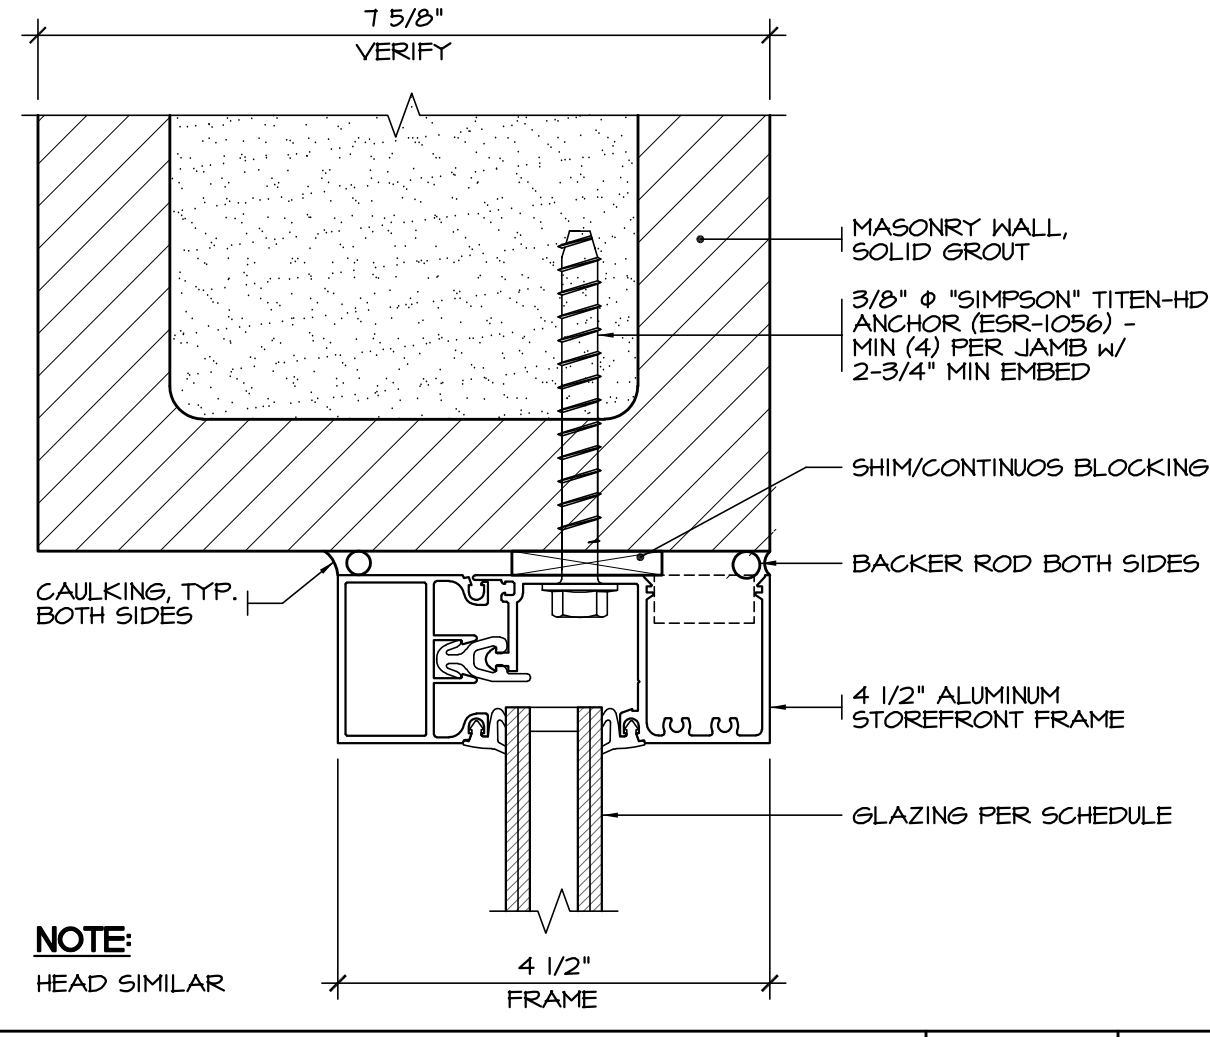 7 5/8"
VERIFY
MASONRY WALL,
SOLID GROUT
3/8" Φ "SIMPSON" TITEN-HD
ANCHOR (ESR-1056) -
MIN (4) PER JAMB W/
2-3/4" MIN EMBED
SHIM/CONTINUOS BLOCKING
BACKER ROD BOTH SIDES
CAULKING, TYP.
BOTH SIDES
4 1/2" ALUMINUM
STOREFRONT FRAME
GLAZING PER SCHEDULE
NOTE:
HEAD SIMILAR
4 1/2"
FRAME